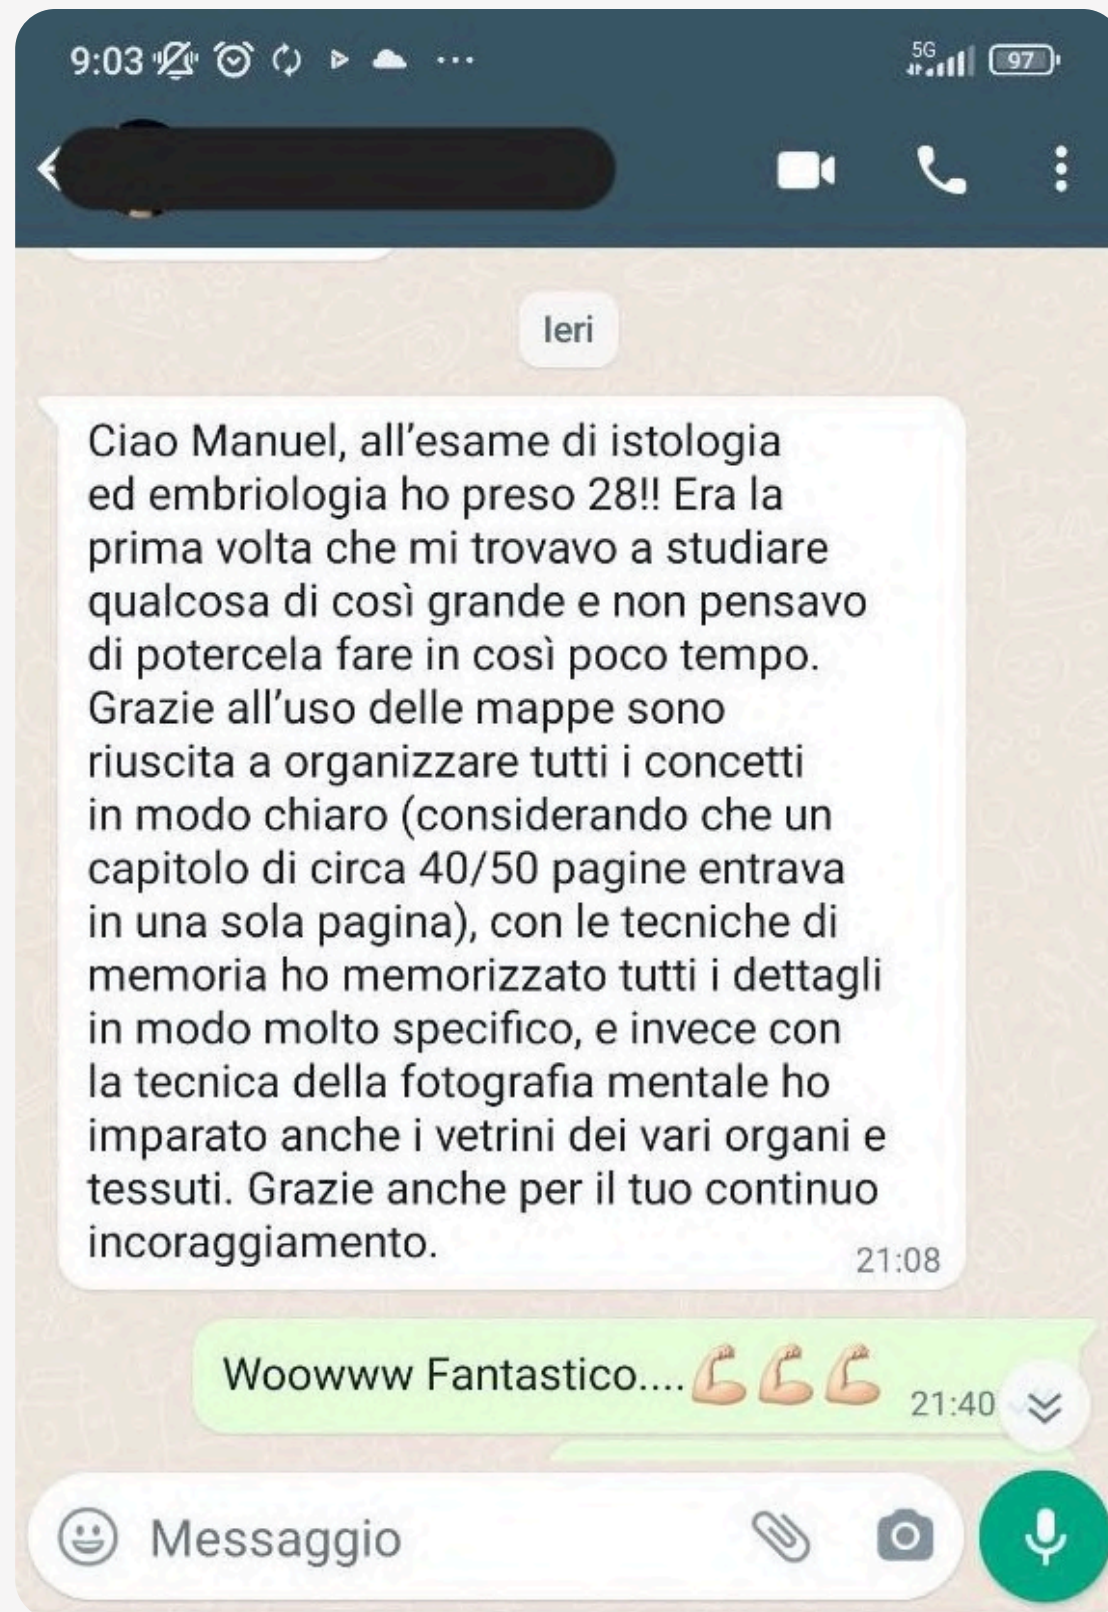 9:03
5G
97
Ieri
Ciao Manuel, all'esame di istologia
ed embriologia ho preso 28!! Era la
prima volta che mi trovavo a studiare
qualcosa di così grande e non pensavo
di potercela fare in così poco tempo.
Grazie all'uso delle mappe sono
riuscita a organizzare tutti i concetti
in modo chiaro (considerando che un
capitolo di circa 40/50 pagine entrava
in una sola pagina), con le tecniche di
memoria ho memorizzato tutti i dettagli
in modo molto specifico, e invece con
la tecnica della fotografia mentale ho
imparato anche i vetrini dei vari organi e
tessuti. Grazie anche per il tuo continuo
incoraggiamento.
21:08
Woowww Fantastico....💪💪💪
21:40
Messaggio